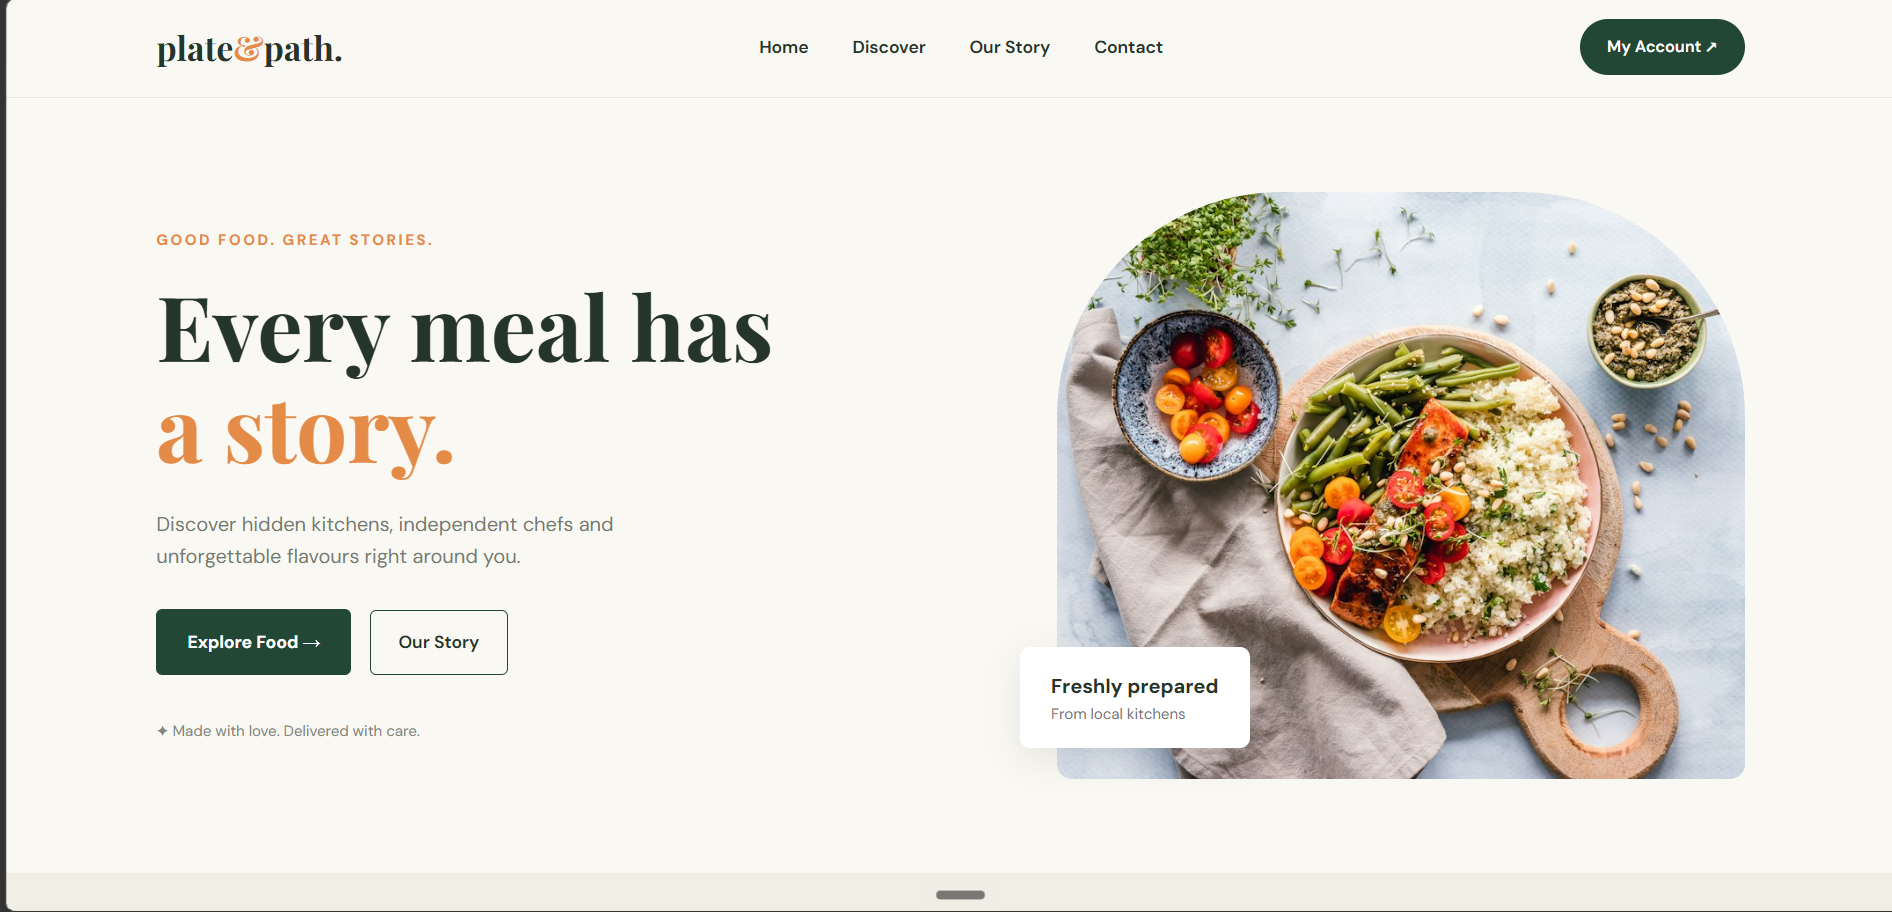 plate&path.
Home
Discover
Our Story
Contact
My Account ↗
GOOD FOOD. GREAT STORIES.
Every meal has
a story.
Discover hidden kitchens, independent chefs and
unforgettable flavours right around you.
Explore Food →
Our Story
✦ Made with love. Delivered with care.
Freshly prepared
From local kitchens